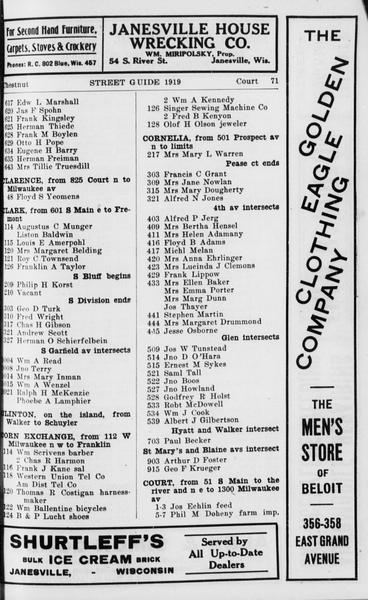 For Second Hand Furniture,
Carpets, Stoves & Crockery
Phones: R. C. 802 Blue, Wis. 457
JANESVILLE HOUSE
WRECKING CO.
WM. MIRIPOLSKY, Prop.
54 S. River St. Janesville, Wis.
Chestnut STREET GUIDE 1919 Court 71
617 Edw L Marshall
620 Jas F Spohn
621 Frank Kingsley
625 Herman Thiede
628 Frank M Boylen
629 Otto H Pope
634 Eugene H Barry
635 Herman Freiman
643 Mrs Tillie Truesdill
CLARENCE, from 825 Court n to
Milwaukee av
48 Floyd S Yeomens
CLARK, from 601 S Main e to Fre-
mont
114 Augustus C Munger
Liston Baldwin
115 Louis E Amerpohl
120 Mrs Margaret Belding
121 Roy C Townsend
126 Franklin A Taylor
S Bluff begins
209 Philip H Korst
210 Vacant
S Division ends
303 Geo D Turk
310 Fred Wright
317 Chas H Gibson
321 Andrew Scott
327 Herman O Schierfelbein
S Garfield av intersects
1004 Wm A Read
1008 Jno Terry
1014 Mrs Mary Inman
1015 Wm A Wenzel
1021 Ralph H McKenzie
Phoebe A Lamphier
CLINTON, on the island, from
Walker to Schuyler
CORN EXCHANGE, from 112 W
Milwaukee n w to Franklin
114 Wm Scrivens barber
2 Chas R Harmon
116 Frank J Kane sal
118 Western Union Tel Co
Am Dist Tel Co
120 Thomas R Costigan harness-
maker
122 Wm Ballentine bicycles
124 B & P Lucht shoes
2 Wm A Kennedy
126 Singer Sewing Machine Co
2 Fred B Kenyon
128 Olof H Olson jeweler
CORNELIA, from 501 Prospect av
n to limits
217 Mrs Mary L Warren
Pease ct ends
303 Francis C Grant
309 Mrs Jane Nowlan
315 Mrs Mary Dougherty
321 Alfred N Jones
4th av intersects
403 Alfred P Jerg
409 Mrs Bertha Hensel
411 Mrs Helen Adamany
416 Floyd B Adams
417 Miehl Melan
420 Mrs Anna Ehrlinger
423 Mrs Lucinda J Clemons
429 Frank Lippow
433 Mrs Ellen Baker
Mrs Emma Porter
Mrs Marg Dunn
Jos Thayer
441 Stephen Martin
444 Mrs Margaret Drummond
445 Jesse Osborne
Glen intersects
509 Jos W Tunstead
514 Jno D O'Hara
515 Ernest M Sykes
521 Saml Tall
522 Jno Boos
527 Jno Howland
528 Godfrey R Holst
533 Robt McDowell
534 Wm J Cook
539 Albert J Gilbertson
Hyatt and Walker intersect
703 Paul Becker
St Mary's and Blaine avs intersect
903 Arthur D Foster
915 Geo F Krueger
COURT, from 51 S Main to the
river and n e to 1300 Milwaukee
av
1-3 Jos Echlin feed
5-7 Phil M Doheny farm imp.
THE
GOLDEN
EAGLE
CLOTHING
COMPANY
THE
MEN'S
STORE
OF
BELOIT
356-358
EAST GRAND
AVENUE
SHURTLEFF'S
BULK ICE CREAM BRICK
JANESVILLE, - WISCONSIN
Served by
All Up-to-Date
Dealers